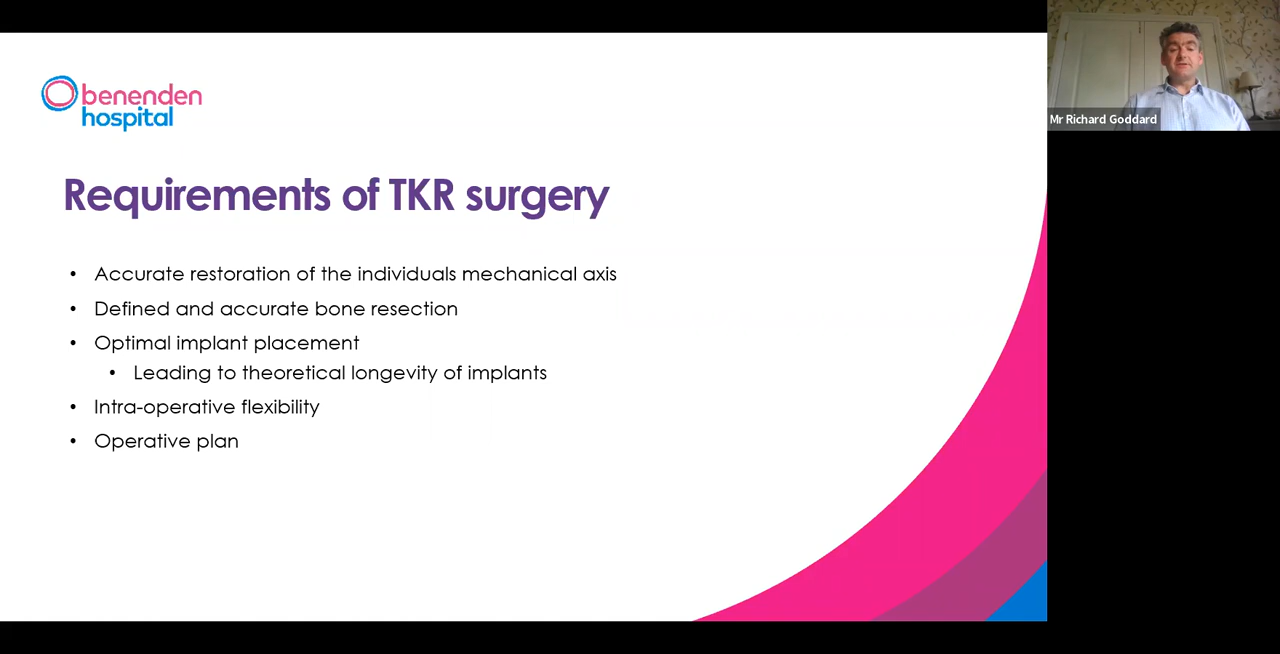 benenden
hospital
Mr Richard Goddard
Requirements of TKR surgery
• Accurate restoration of the individuals mechanical axis
• Defined and accurate bone resection
• Optimal implant placement
• Leading to theoretical longevity of implants
• Intra-operative flexibility
• Operative plan